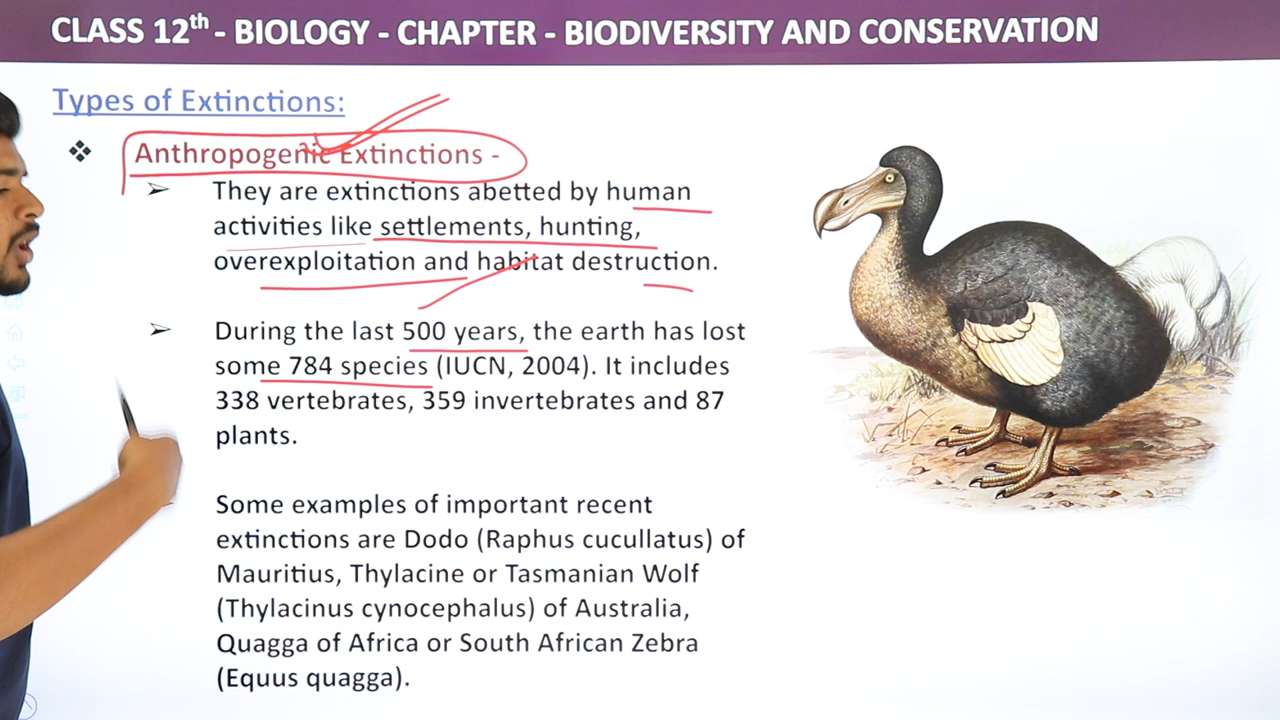 CLASS 12th - BIOLOGY - CHAPTER - BIODIVERSITY AND CONSERVATION
Types of Extinctions:
Anthropogenic Extinctions -
They are extinctions abetted by human
activities like settlements, hunting,
overexploitation and habitat destruction.
During the last 500 years, the earth has lost
some 784 species (IUCN, 2004). It includes
338 vertebrates, 359 invertebrates and 87
plants.
Some examples of important recent
extinctions are Dodo (Raphus cucullatus) of
Mauritius, Thylacine or Tasmanian Wolf
(Thylacinus cynocephalus) of Australia,
Quagga of Africa or South African Zebra
(Equus quagga).